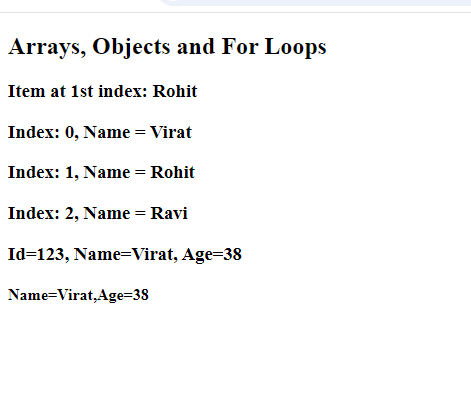 Arrays, Objects and For Loops
Item at 1st index: Rohit
Index: 0, Name = Virat
Index: 1, Name = Rohit
Index: 2, Name = Ravi
Id=123, Name=Virat, Age=38
Name=Virat,Age=38